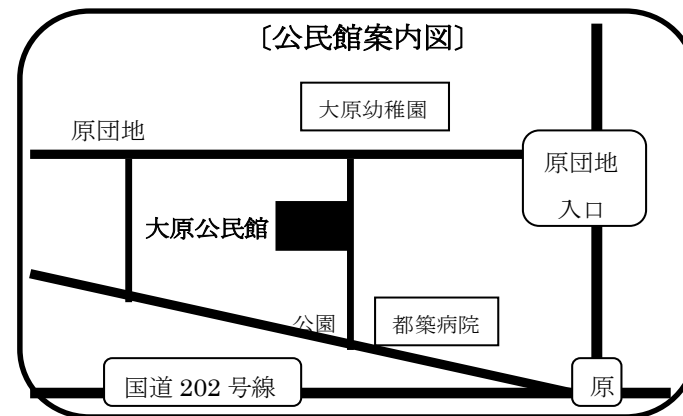 〔公民館案内図〕
大原幼稚園
原団地
原団地
入口
大原公民館
公園
都築病院
国道 202 号線
原